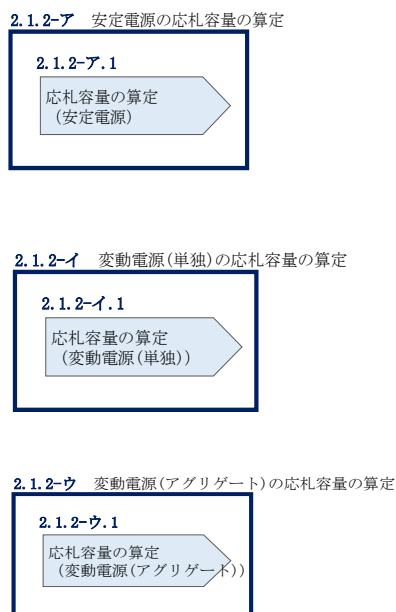 2.1.2-ア　安定電源の応札容量の算定
2.1.2-ア.1
応札容量の算定
(安定電源)
2.1.2-イ　変動電源(単独)の応札容量の算定
2.1.2-イ.1
応札容量の算定
(変動電源(単独))
2.1.2-ウ　変動電源(アグリゲート)の応札容量の算定
2.1.2-ウ.1
応札容量の算定
(変動電源(アグリゲート))